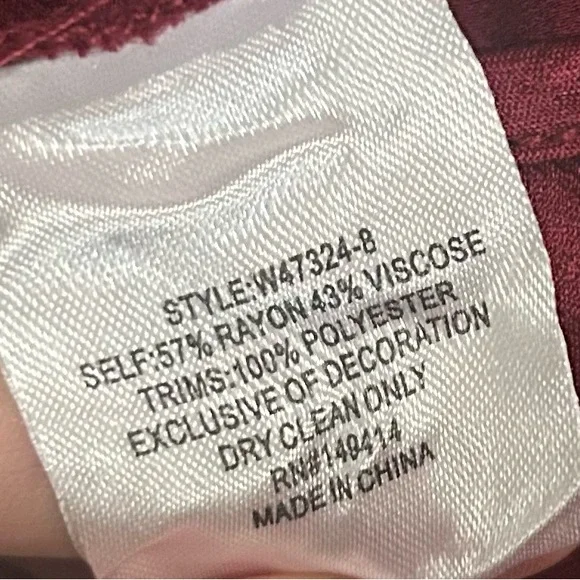 STYLE:W47324-B
SELF:57% RAYON 43% VISCOSE
TRIMS:100% POLYESTER
EXCLUSIVE OF DECORATION
DRY CLEAN ONLY
RN#149414
MADE IN CHINA